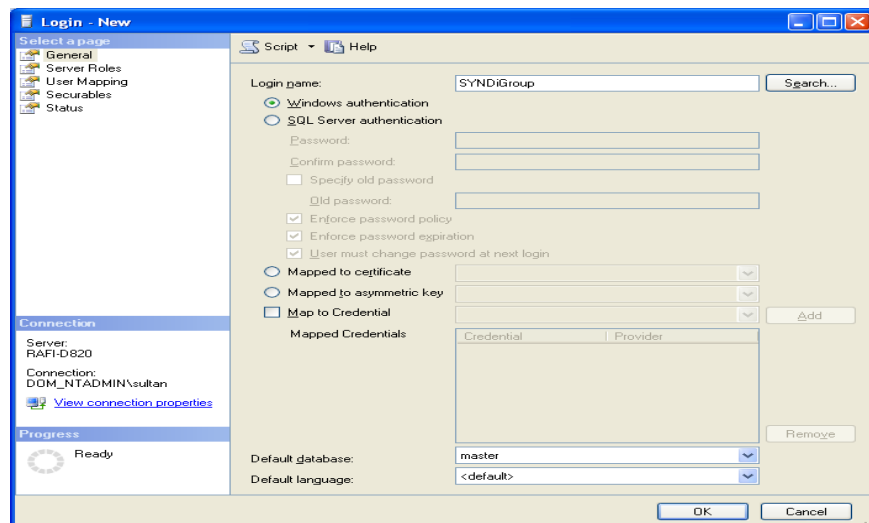 Login - New
Select a page
General
Server Roles
User Mapping
Securables
Status
Script
Help
Login name:
SYNDiGroup
Search...
Windows authentication
SQL Server authentication
Password:
Confirm password:
Specify old password
Old password:
Enforce password policy
Enforce password expiration
User must change password at next login
Mapped to certificate
Mapped to asymmetric key
Map to Credential
Add
Mapped Credentials
Credential Provider
Remove
Default database:
master
Default language:
<default>
Connection
Server:
RAFI-D820
Connection:
DOM_NTADMIN\sultan
View connection properties
Progress
Ready
OK
Cancel